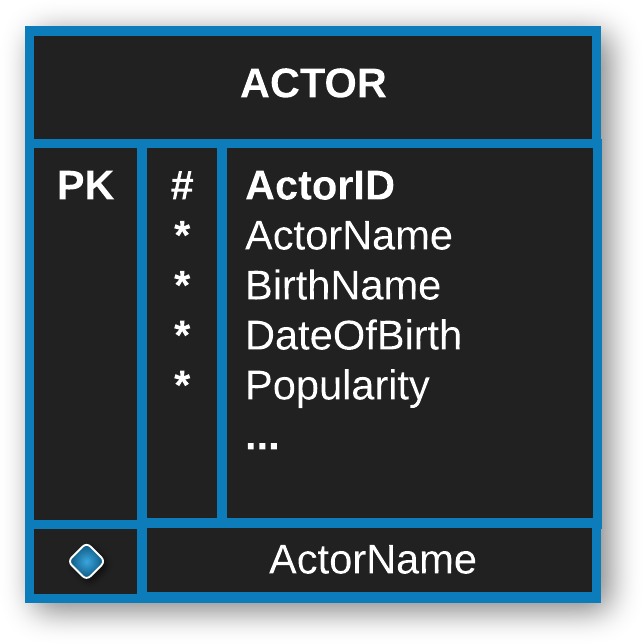 ACTOR
PK # ActorID
* ActorName
* BirthName
* DateOfBirth
* Popularity
...
ActorName